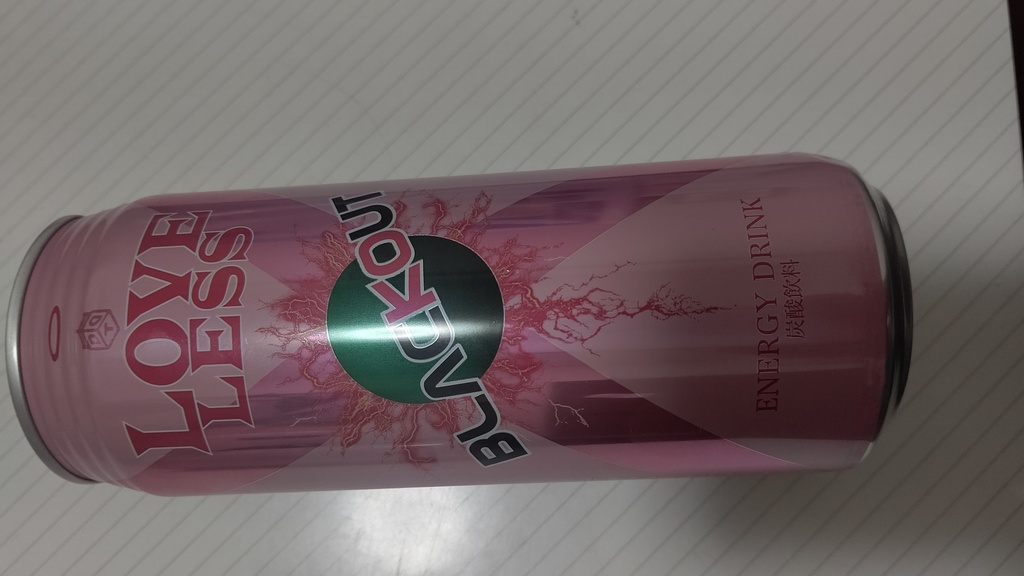 LOVE
LESS
BLACKOUT
ENERGY DRINK
炭酸飲料